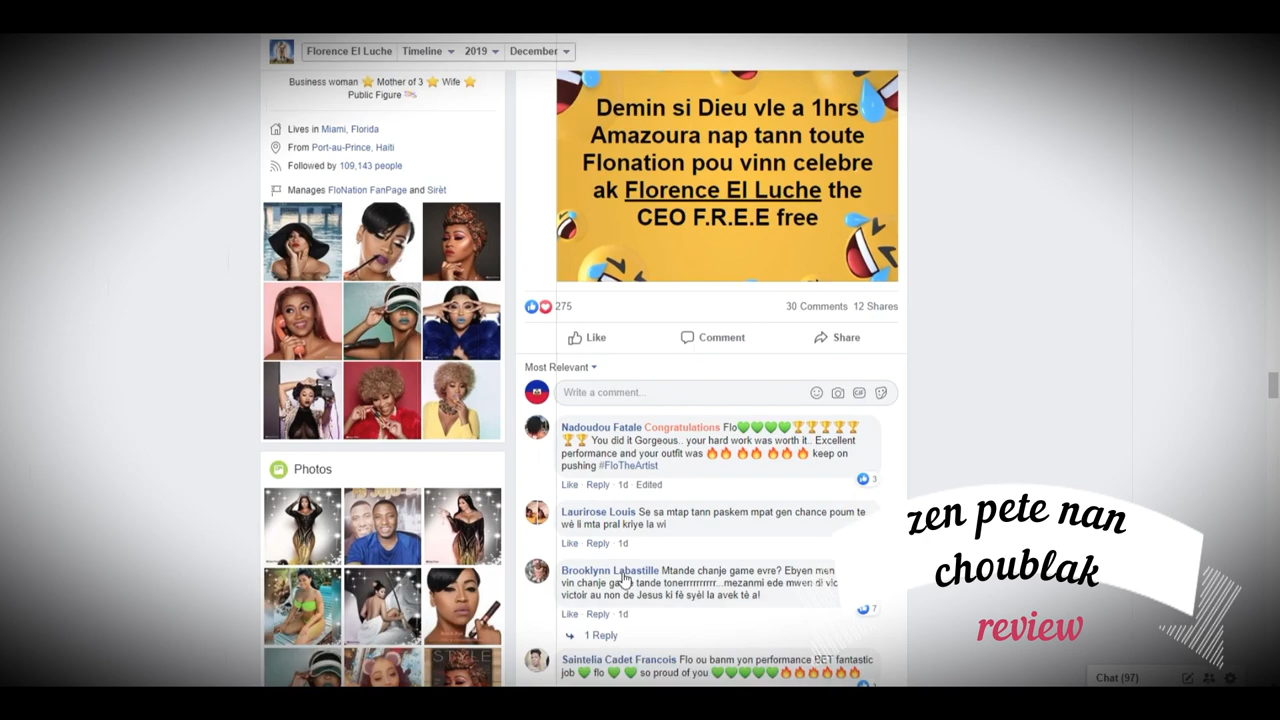 Florence El Luche Timeline 2019 December
Business woman ⭐ Mother of 3 ⭐ Wife ⭐
Public Figure
Lives in Miami, Florida
From Port-au-Prince, Haiti
Followed by 109,143 people
Manages FloNation FanPage and Sirèt
Photos
STYLE
Demin si Dieu vle a 1hrs
Amazoura nap tann toute
Flonation pou vinn celebre
ak Florence El Luche the
CEO F.R.E.E free
275 30 Comments 12 Shares
Like Comment Share
Most Relevant
Write a comment...
GIF
Nadoudou Fatale Congratulations Flo💚💚💚💚🏆🏆🏆🏆🏆
🏆🏆 You did it Gorgeous.. your hard work was worth it.. Excellent
performance and your outfit was 🔥🔥🔥🔥🔥🔥 keep on
pushing #FloTheArtist
Like · Reply · 1d · Edited
3
Laurirose Louis Se sa mtap tann paskem mpat gen chance poum te
wè li mta pral kriye la wi
Like · Reply · 1d
Brooklynn Labastille Mtande chanje game evre? Ebyen men
vin chanje tande tonerrrrrrrrr...mezanmi ede mwen di
victoir au non de Jesus ki fè syèl la avek tè a!
Like · Reply · 1d
7
1 Reply
Saintelia Cadet Francois Flo ou banm yon performance BET fantastic
job 💚 flo 💚 💚 so proud of you 💚💚💚💚💚🔥🔥🔥🔥🔥🔥
zen pete nan
choublak
review
Chat (97)